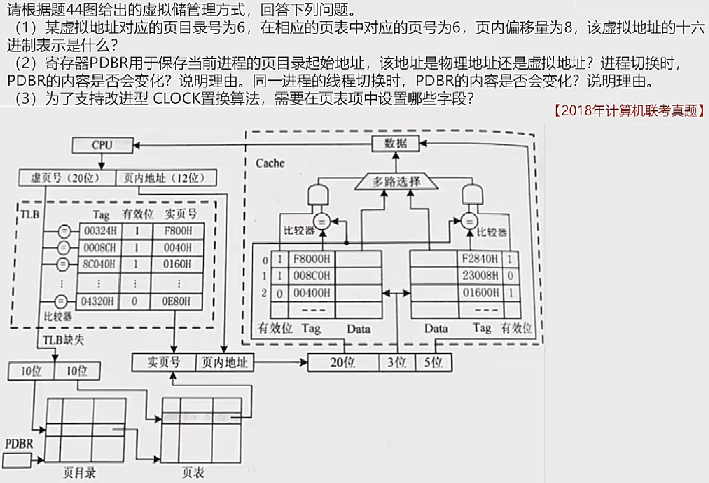 请根据题44图给出的虚拟储管理方式，回答下列问题。
（1）某虚拟地址对应的页目录号为6，在相应的页表中对应的页号为6，页内偏移量为8，该虚拟地址的十六
进制表示是什么？
（2）寄存器PDBR用于保存当前进程的页目录起始地址，该地址是物理地址还是虚拟地址？进程切换时，
PDBR的内容是否会变化？说明理由。同一进程的线程切换时，PDBR的内容是否会变化？说明理由。
（3）为了支持改进型 CLOCK置换算法，需要在页表项中设置哪些字段？
【2018年计算机联考真题】
CPU
数据
Cache
虚页号（20位） 页内地址（12位）
多路选择
TLB
Tag 有效位 实页号
= 00324H 1 F800H
= 0008CH 1 0040H
= 8C040H 1 0160H
⋮ ⋮ ⋮
= 04320H 0 0E80H
比较器
比较器 =
= 比较器
0 1 F8000H
F2840H 1
1 1 008C0H
23008H 0
2 0 00400H
01600H 1
有效位 Tag Data
Data Tag 有效位
TLB缺失
实页号 页内地址
20位 3位 5位
10位 10位
PDBR
页目录
页表